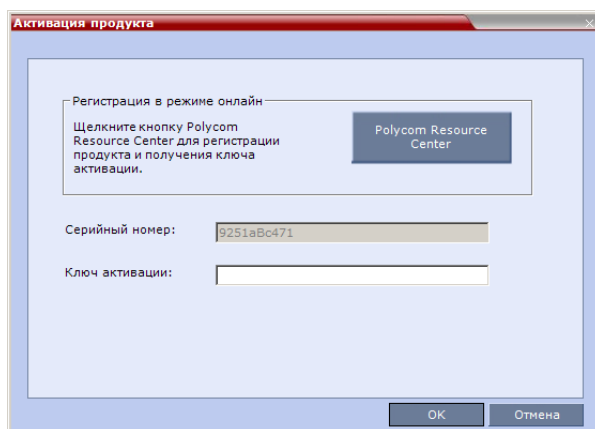 Активация продукта
Регистрация в режиме онлайн
Щелкните кнопку Polycom
Resource Center для регистрации
продукта и получения ключа
активации.
Polycom Resource
Center
Серийный номер:
9251aBc471
Ключ активации:
OK
Отмена